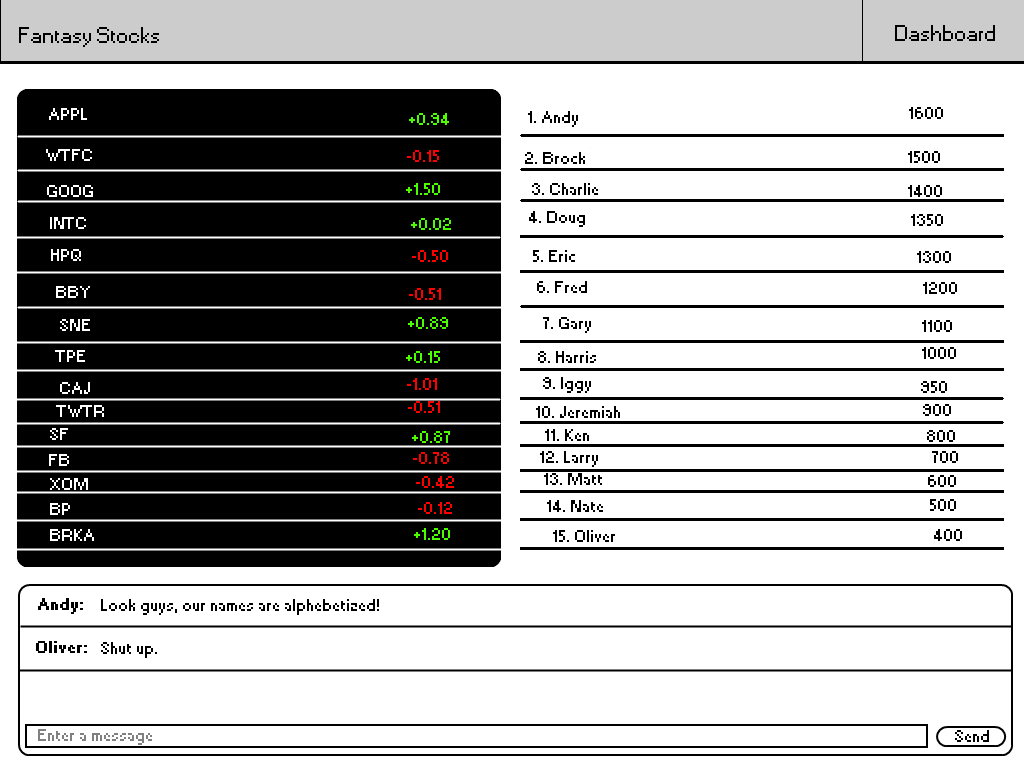 Fantasy Stocks
Dashboard
APPL +0.94
WTFC -0.15
GOOG +1.50
INTC +0.02
HPQ -0.50
BBY -0.51
SNE +0.89
TPE +0.15
CAJ -1.01
TWTR -0.51
SF +0.87
FB -0.78
XOM -0.42
BP -0.12
BRKA +1.20
1. Andy 1600
2. Brock 1500
3. Charlie 1400
4. Doug 1350
5. Eric 1300
6. Fred 1200
7. Gary 1100
8. Harris 1000
9. Iggy 950
10. Jeremiah 900
11. Ken 800
12. Larry 700
13. Matt 600
14. Nate 500
15. Oliver 400
Andy: Look guys, our names are alphebetized!
Oliver: Shut up.
Enter a message
Send